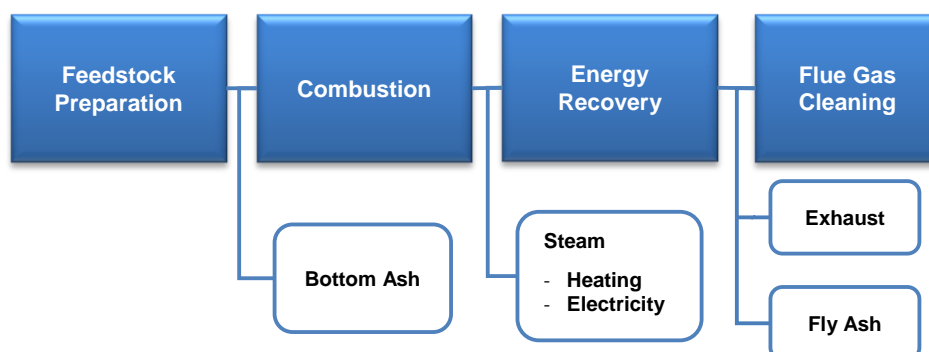 Feedstock
Preparation
Combustion
Energy
Recovery
Flue Gas
Cleaning
Bottom Ash
Steam
- Heating
- Electricity
Exhaust
Fly Ash